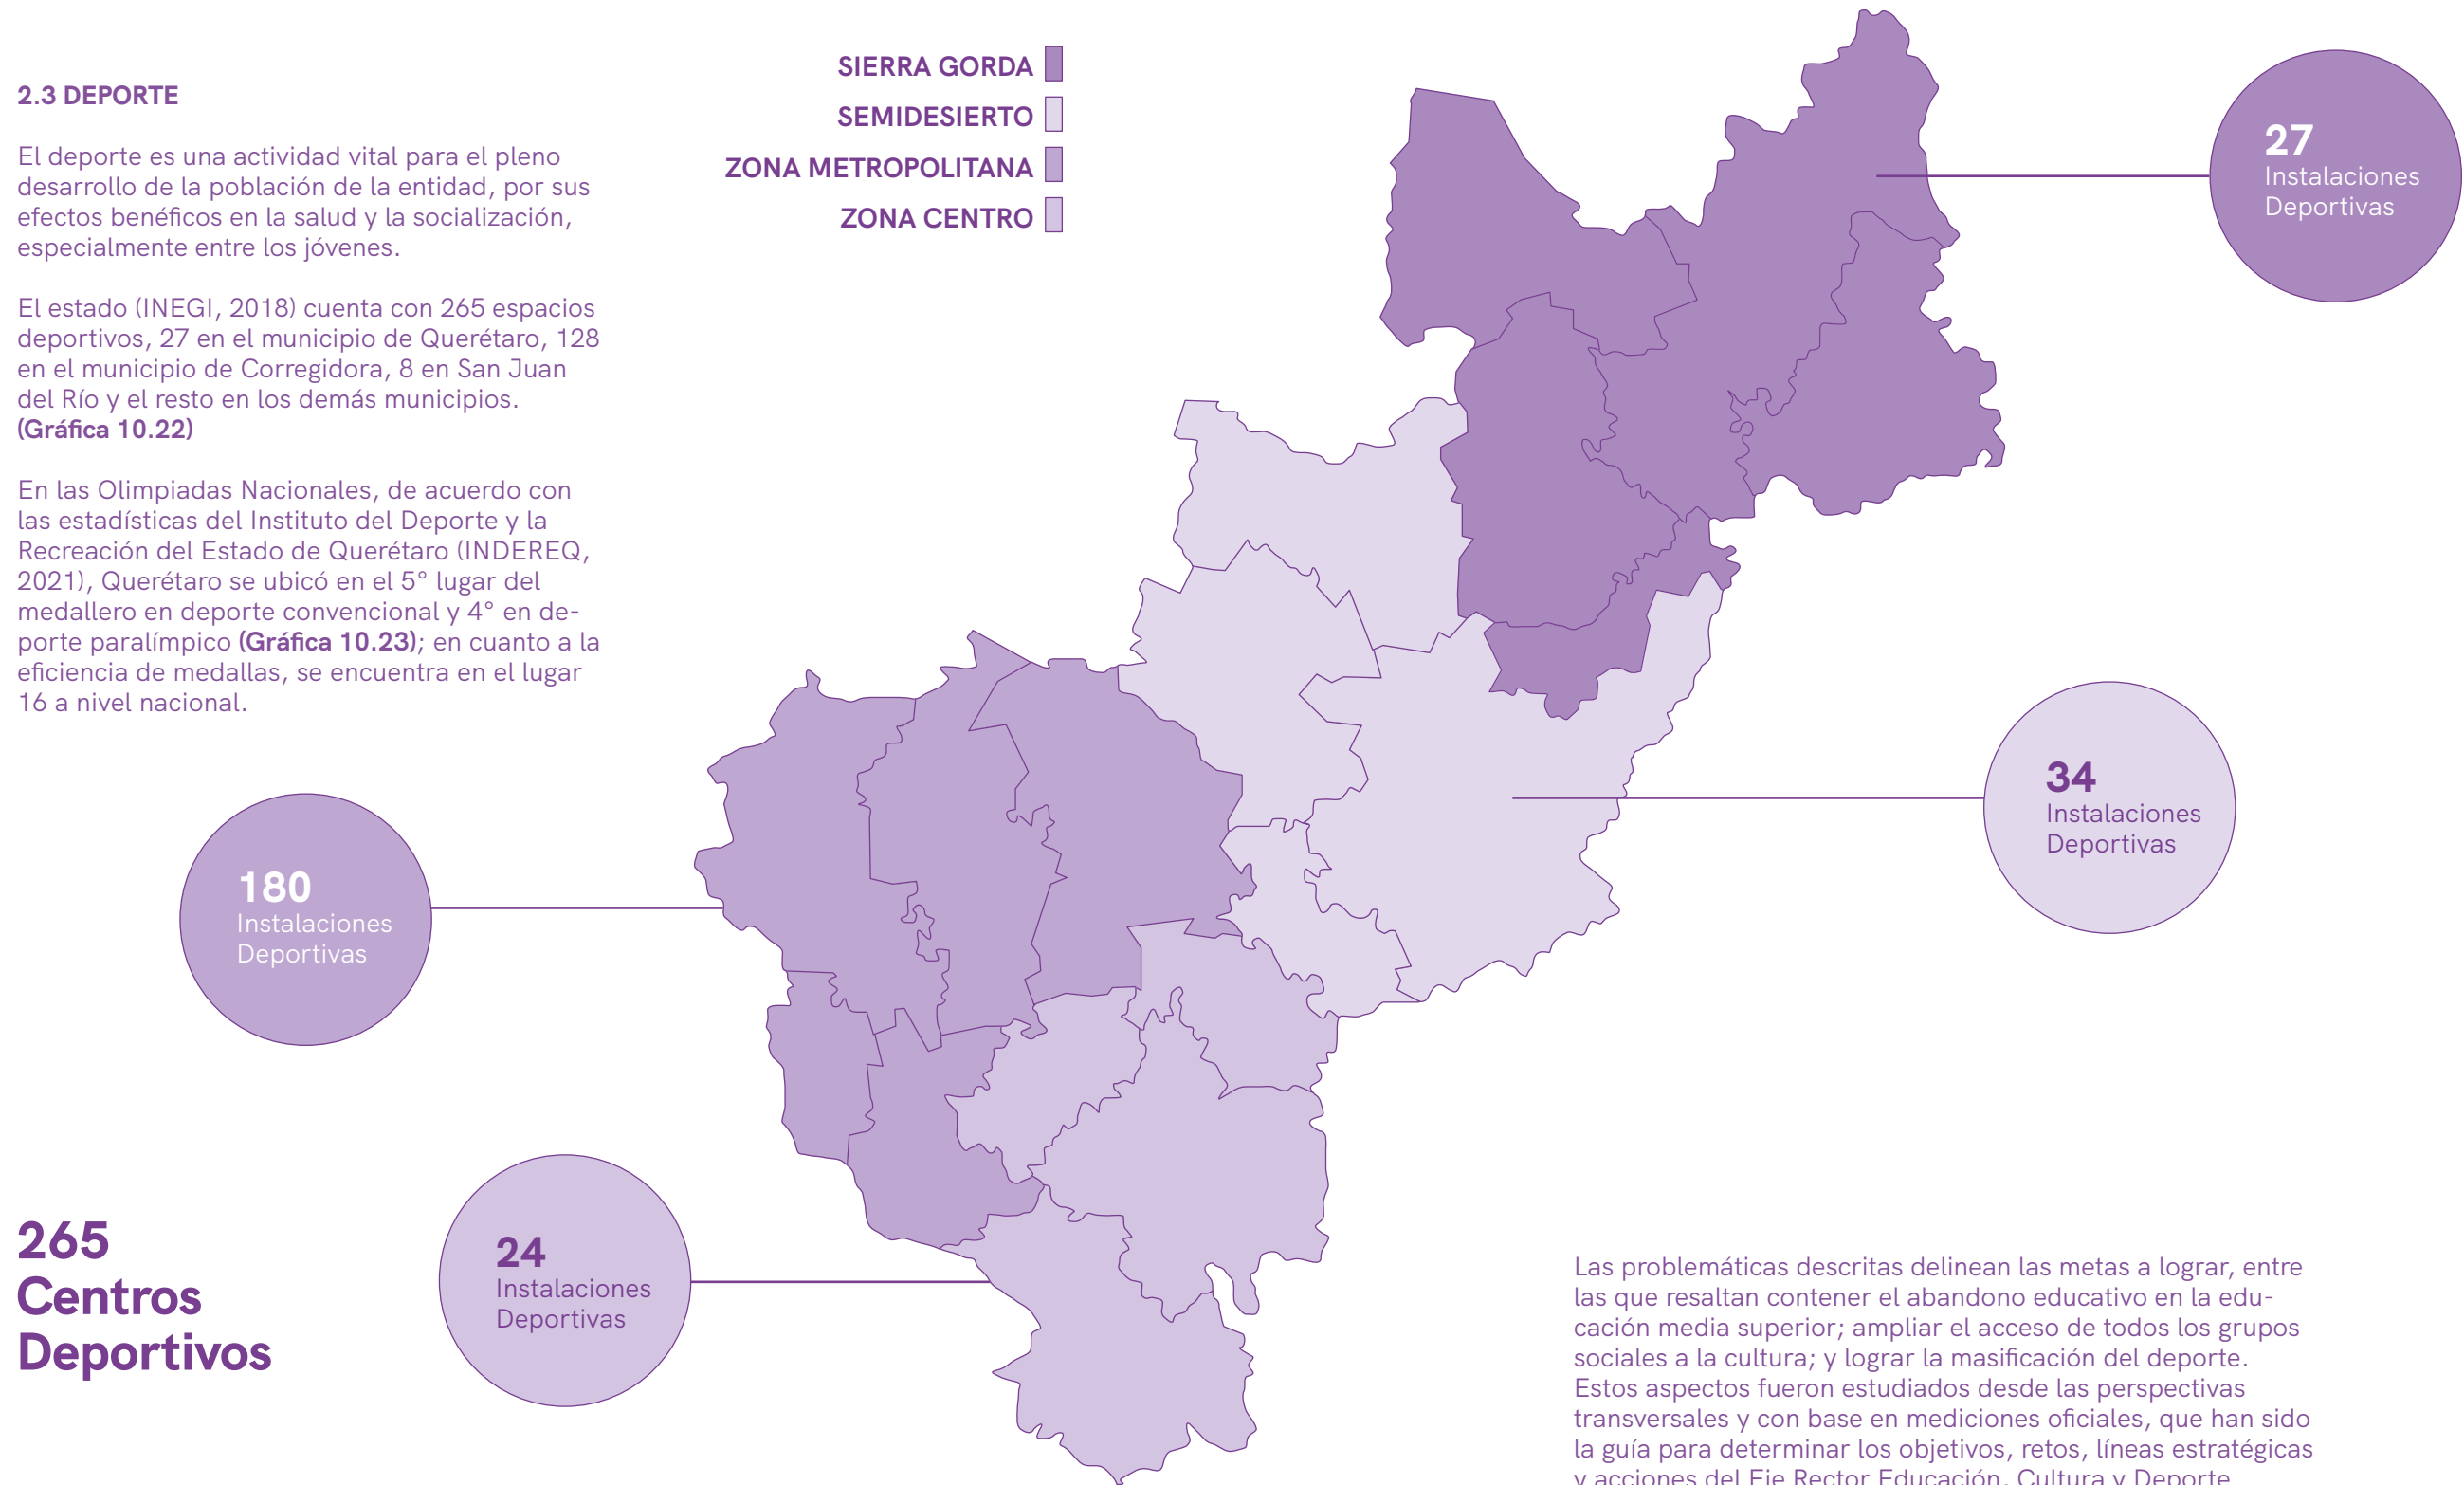 2.3 DEPORTE
El deporte es una actividad vital para el pleno
desarrollo de la población de la entidad, por sus
efectos benéficos en la salud y la socialización,
especialmente entre los jóvenes.
El estado (INEGI, 2018) cuenta con 265 espacios
deportivos, 27 en el municipio de Querétaro, 128
en el municipio de Corregidora, 8 en San Juan
del Río y el resto en los demás municipios.
(Gráfica 10.22)
En las Olimpiadas Nacionales, de acuerdo con
las estadísticas del Instituto del Deporte y la
Recreación del Estado de Querétaro (INDEREQ,
2021), Querétaro se ubicó en el 5° lugar del
medallero en deporte convencional y 4° en de-
porte paralímpico (Gráfica 10.23); en cuanto a la
eficiencia de medallas, se encuentra en el lugar
16 a nivel nacional.
SIERRA GORDA
SEMIDESIERTO
ZONA METROPOLITANA
ZONA CENTRO
27
Instalaciones
Deportivas
34
Instalaciones
Deportivas
180
Instalaciones
Deportivas
24
Instalaciones
Deportivas
265
Centros
Deportivos
Las problemáticas descritas delinean las metas a lograr, entre
las que resaltan contener el abandono educativo en la edu-
cación media superior; ampliar el acceso de todos los grupos
sociales a la cultura; y lograr la masificación del deporte.
Estos aspectos fueron estudiados desde las perspectivas
transversales y con base en mediciones oficiales, que han sido
la guía para determinar los objetivos, retos, líneas estratégicas
y acciones del Eje Rector Educación, Cultura y Deporte